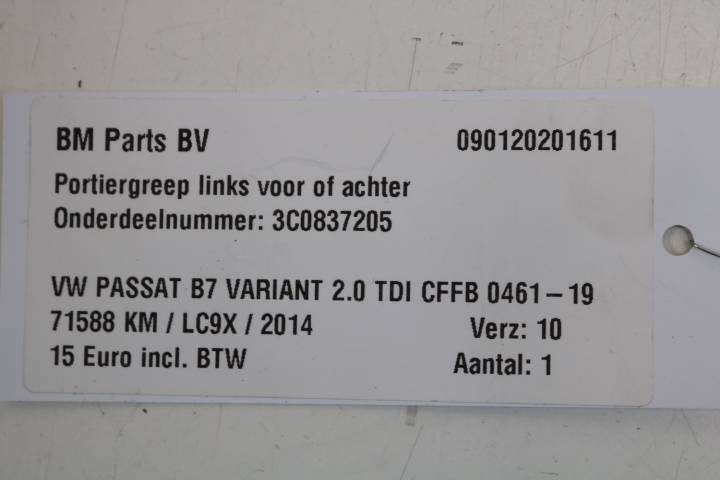 BM Parts BV 090120201611
Portiergreep links voor of achter
Onderdeelnummer: 3C0837205
VW PASSAT B7 VARIANT 2.0 TDI CFFB 0461-19
71588 KM / LC9X / 2014 Verz: 10
15 Euro incl. BTW Aantal: 1